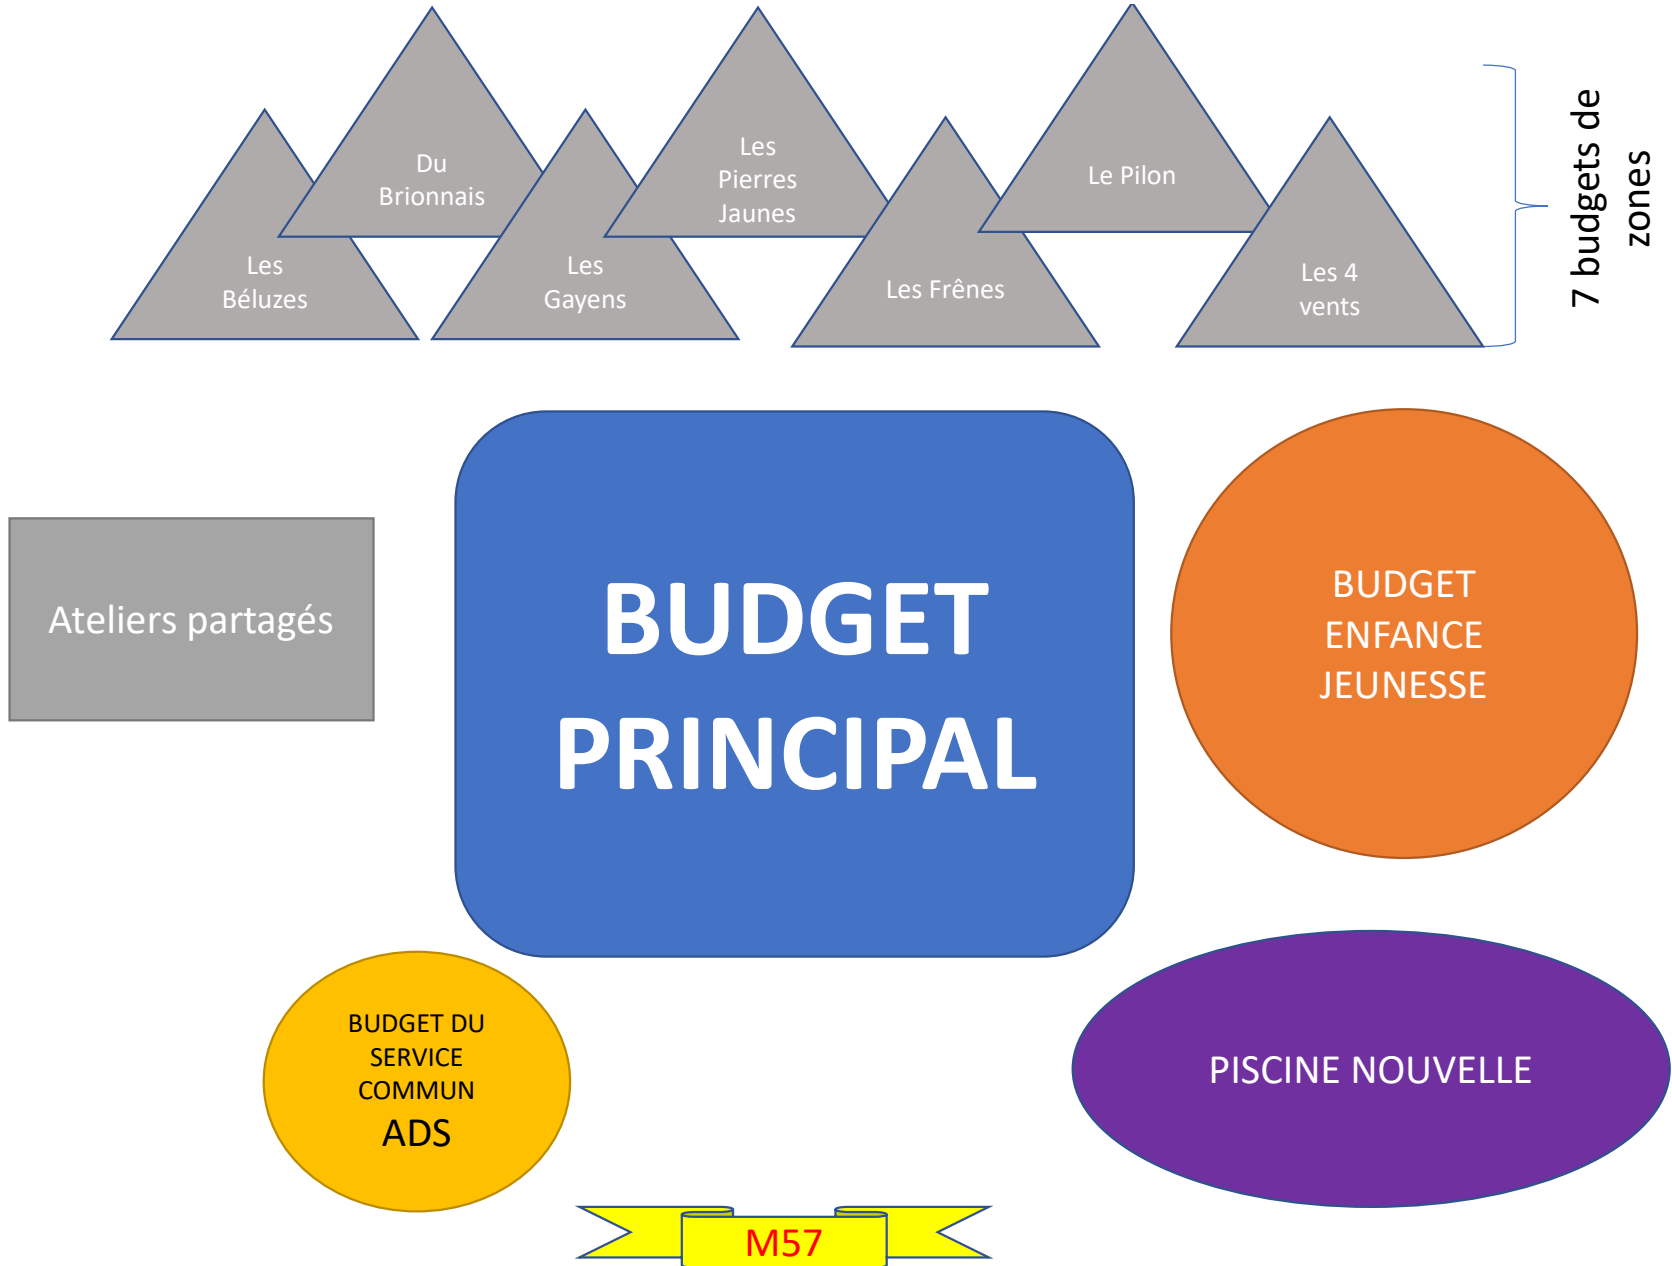 Du
Brionnais
Les
Pierres
Jaunes
Le Pilon
Les
Béluzes
Les
Gayens
Les Frênes
Les 4
vents
7 budgets de
zones
Ateliers partagés
BUDGET
PRINCIPAL
BUDGET
ENFANCE
JEUNESSE
BUDGET DU
SERVICE
COMMUN
ADS
PISCINE NOUVELLE
M57